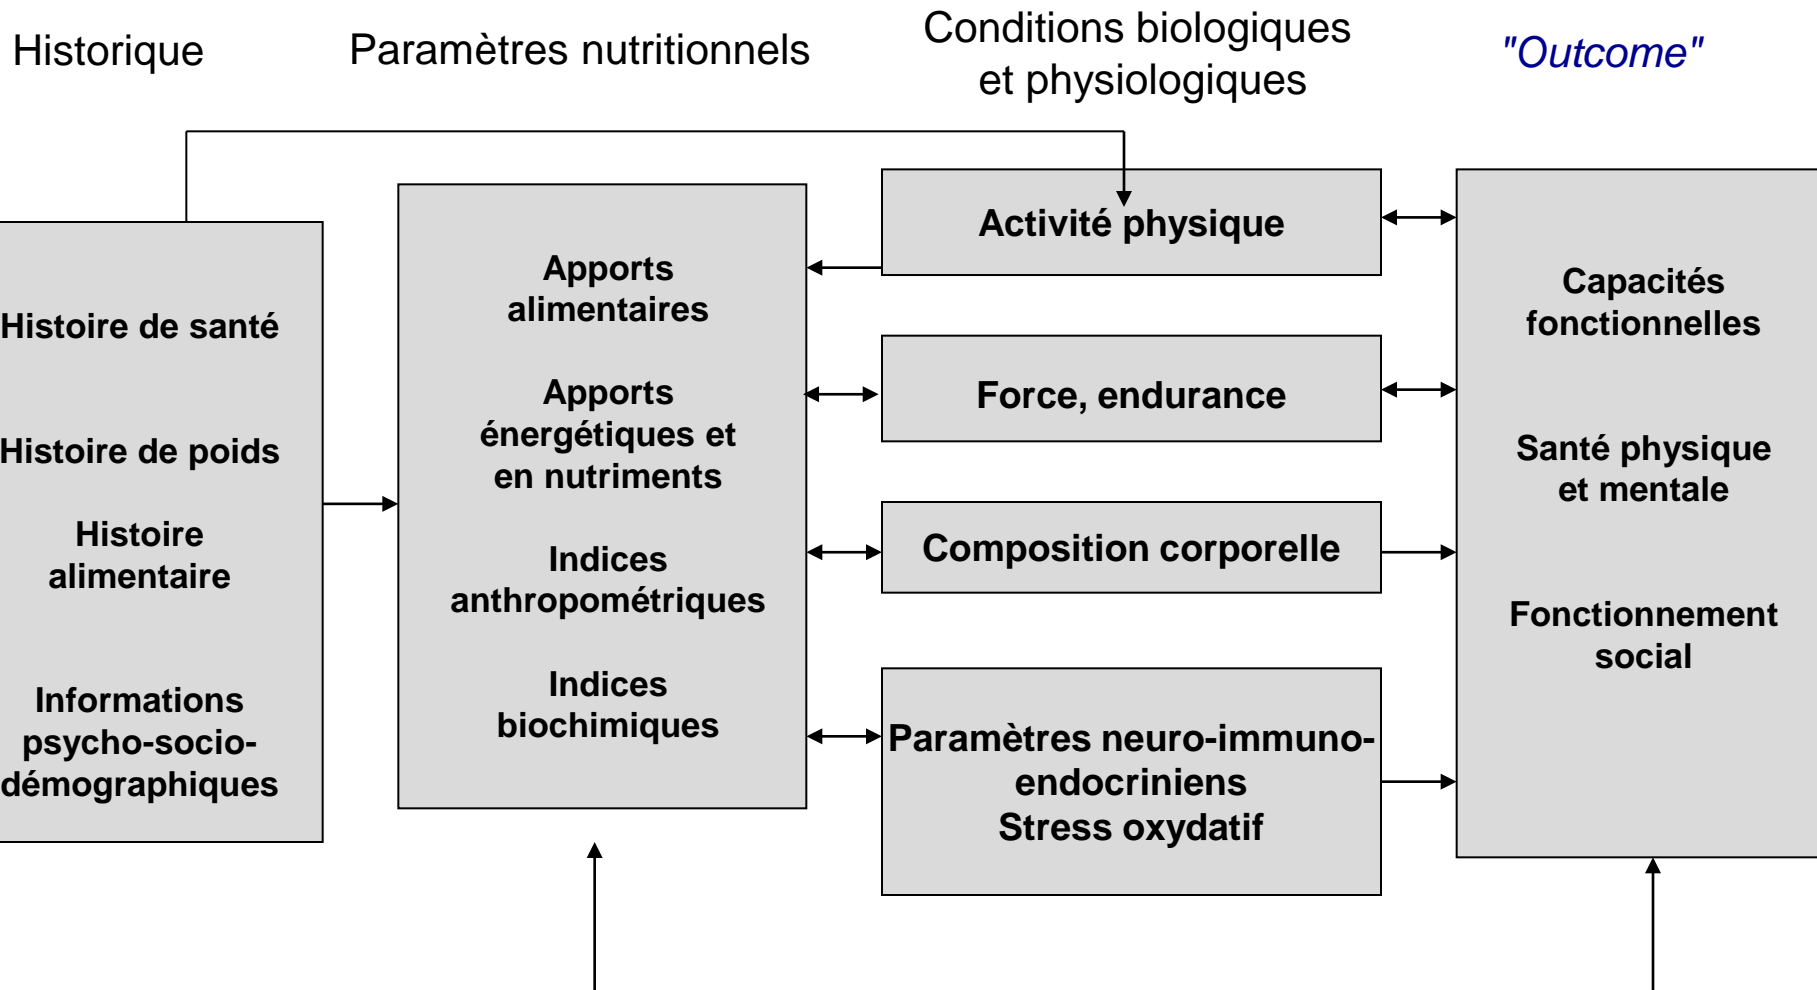 Historique
Paramètres nutritionnels
Conditions biologiques
et physiologiques
"Outcome"
Histoire de santé
Histoire de poids
Histoire
alimentaire
Informations
psycho-socio-
démographiques
Apports
alimentaires
Apports
énergétiques et
en nutriments
Indices
anthropométriques
Indices
biochimiques
Activité physique
Force, endurance
Composition corporelle
Paramètres neuro-immuno-
endocriniens
Stress oxydatif
Capacités
fonctionnelles
Santé physique
et mentale
Fonctionnement
social